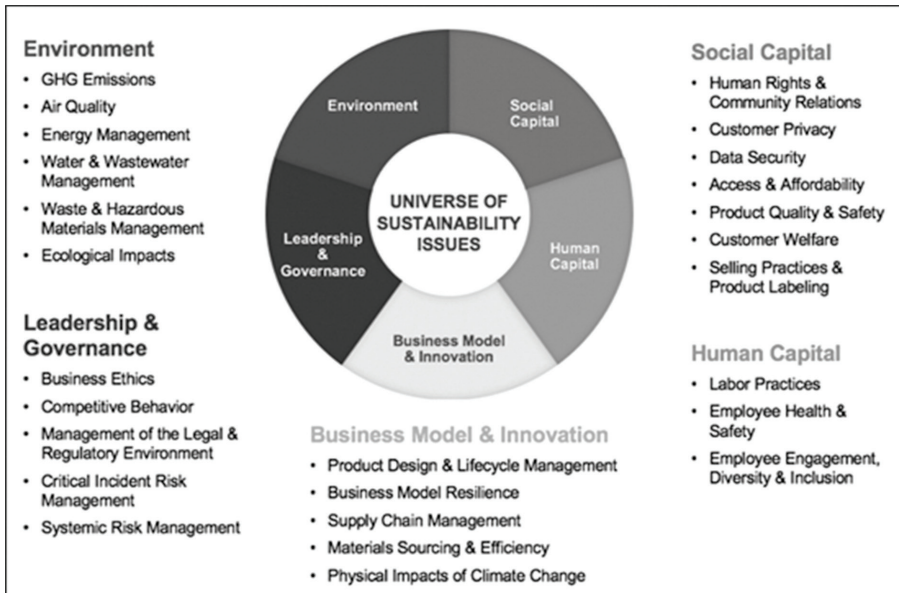 Environment
• GHG Emissions
• Air Quality
• Energy Management
• Water & Wastewater
Management
• Waste & Hazardous
Materials Management
• Ecological Impacts
Leadership &
Governance
• Business Ethics
• Competitive Behavior
• Management of the Legal &
Regulatory Environment
• Critical Incident Risk
Management
• Systemic Risk Management
Environment
Social
Capital
UNIVERSE OF
SUSTAINABILITY
ISSUES
Leadership
&
Governance
Human
Capital
Business Model
& Innovation
Business Model & Innovation
• Product Design & Lifecycle Management
• Business Model Resilience
• Supply Chain Management
• Materials Sourcing & Efficiency
• Physical Impacts of Climate Change
Social Capital
• Human Rights &
Community Relations
• Customer Privacy
• Data Security
• Access & Affordability
• Product Quality & Safety
• Customer Welfare
• Selling Practices &
Product Labeling
Human Capital
• Labor Practices
• Employee Health &
Safety
• Employee Engagement,
Diversity & Inclusion